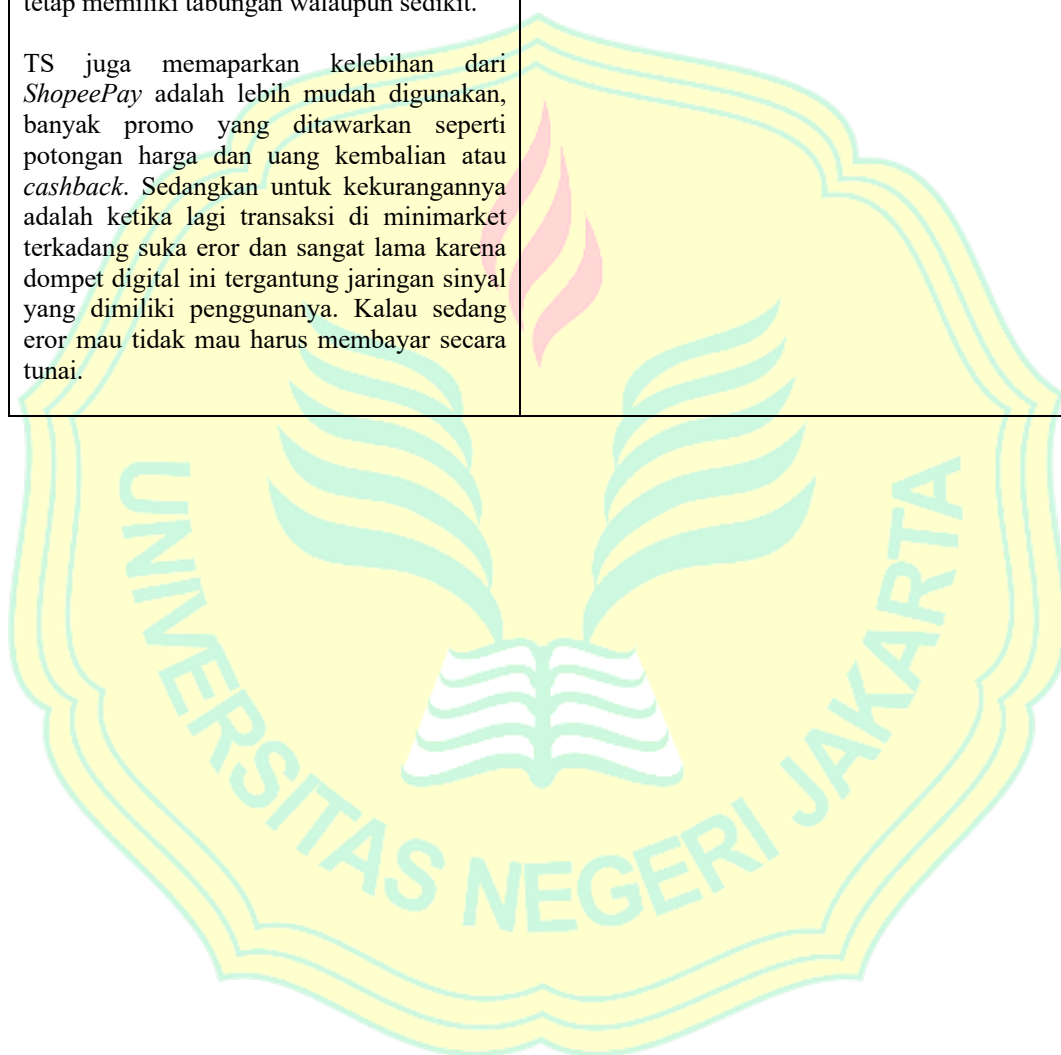 tetap memiliki tabungan walaupun sedikit.
TS juga memaparkan kelebihan dari
ShopeePay adalah lebih mudah digunakan,
banyak promo yang ditawarkan seperti
potongan harga dan uang kembalian atau
cashback. Sedangkan untuk kekurangannya
adalah ketika lagi transaksi di minimarket
terkadang suka eror dan sangat lama karena
dompet digital ini tergantung jaringan sinyal
yang dimiliki penggunanya. Kalau sedang
eror mau tidak mau harus membayar secara
tunai.
UNIVERSITAS NEGERI JAKARTA